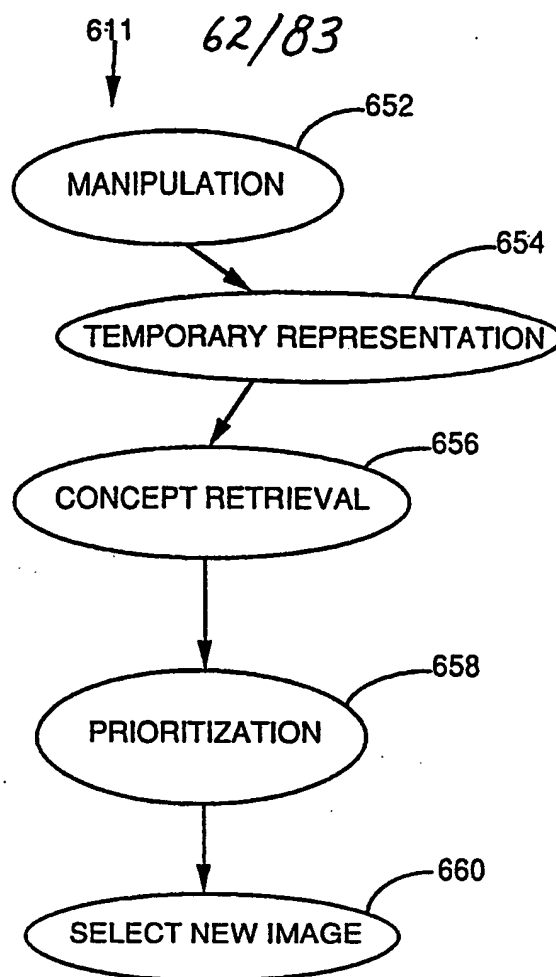 611 62/83
652
MANIPULATION
654
TEMPORARY REPRESENTATION
656
CONCEPT RETRIEVAL
658
PRIORITIZATION
660
SELECT NEW IMAGE